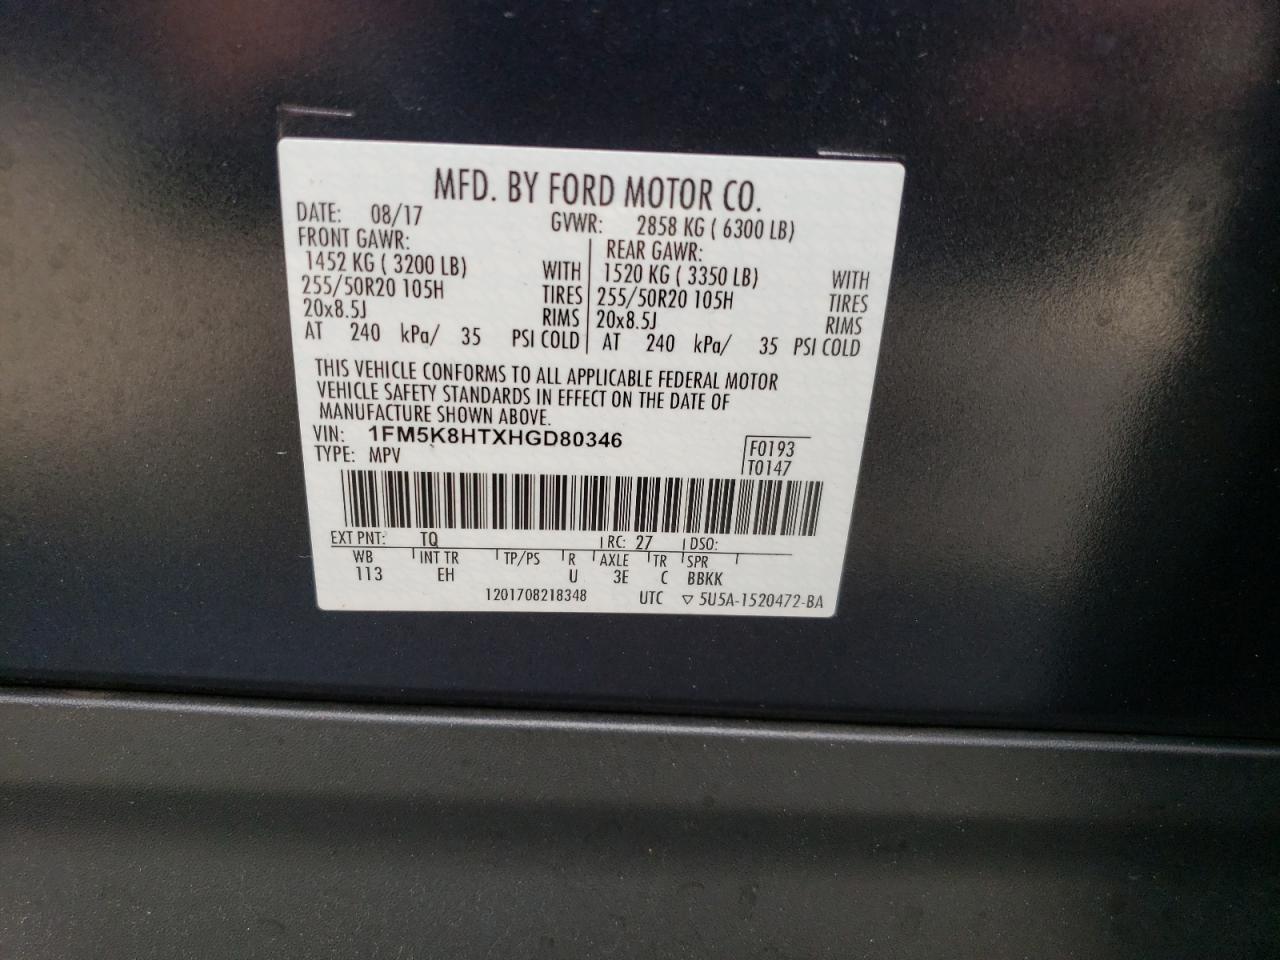 MFD. BY FORD MOTOR CO.
DATE: 08/17 GVWR: 2858 KG ( 6300 LB)
FRONT GAWR: REAR GAWR:
1452 KG ( 3200 LB) WITH 1520 KG ( 3350 LB) WITH
255/50R20 105H TIRES 255/50R20 105H TIRES
20x8.5J RIMS 20x8.5J RIMS
AT 240 kPa/ 35 PSI COLD AT 240 kPa/ 35 PSI COLD
THIS VEHICLE CONFORMS TO ALL APPLICABLE FEDERAL MOTOR
VEHICLE SAFETY STANDARDS IN EFFECT ON THE DATE OF
MANUFACTURE SHOWN ABOVE.
VIN: 1FM5K8HTXHGD80346 F0193
TYPE: MPV T0147
EXT PNT: TQ RC: 27 DSO:
WB INT TR TP/PS R AXLE TR SPR
113 EH U 3E C BBKK
1201708218348 UTC ▽ 5U5A-1520472-BA